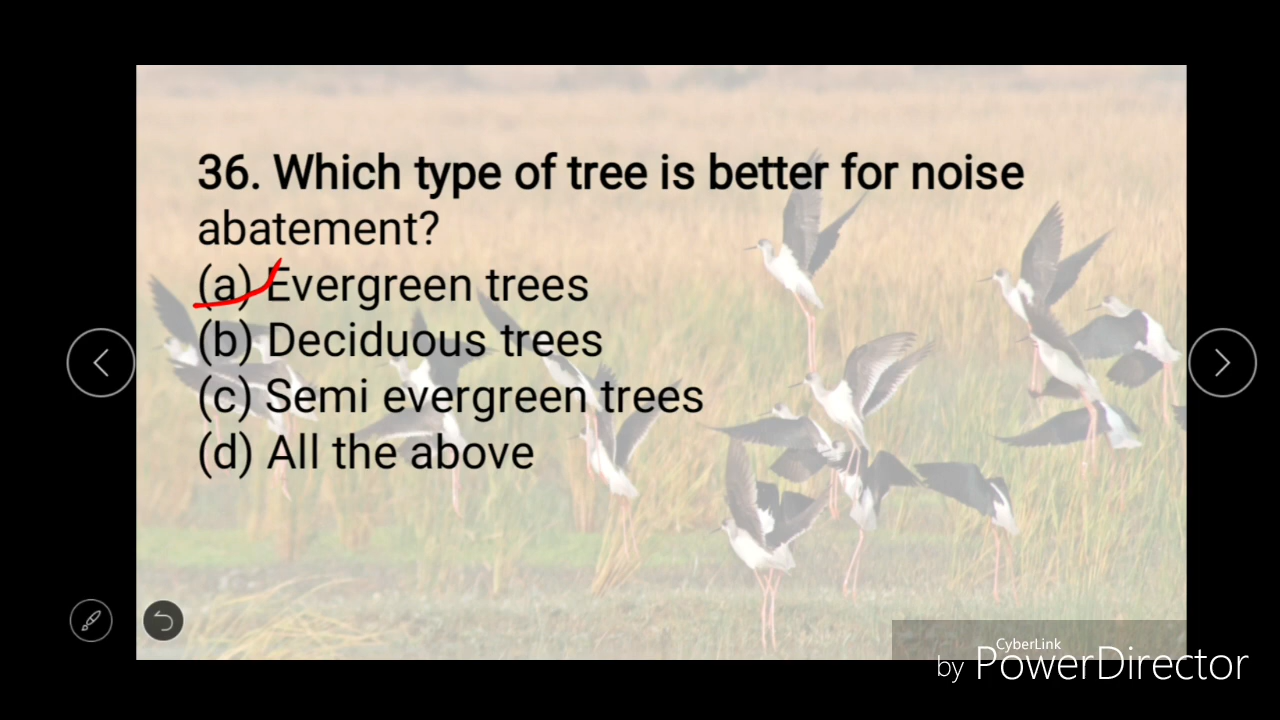 36. Which type of tree is better for noise
abatement?
(a) Evergreen trees
(b) Deciduous trees
(c) Semi evergreen trees
(d) All the above
CyberLink
by PowerDirector